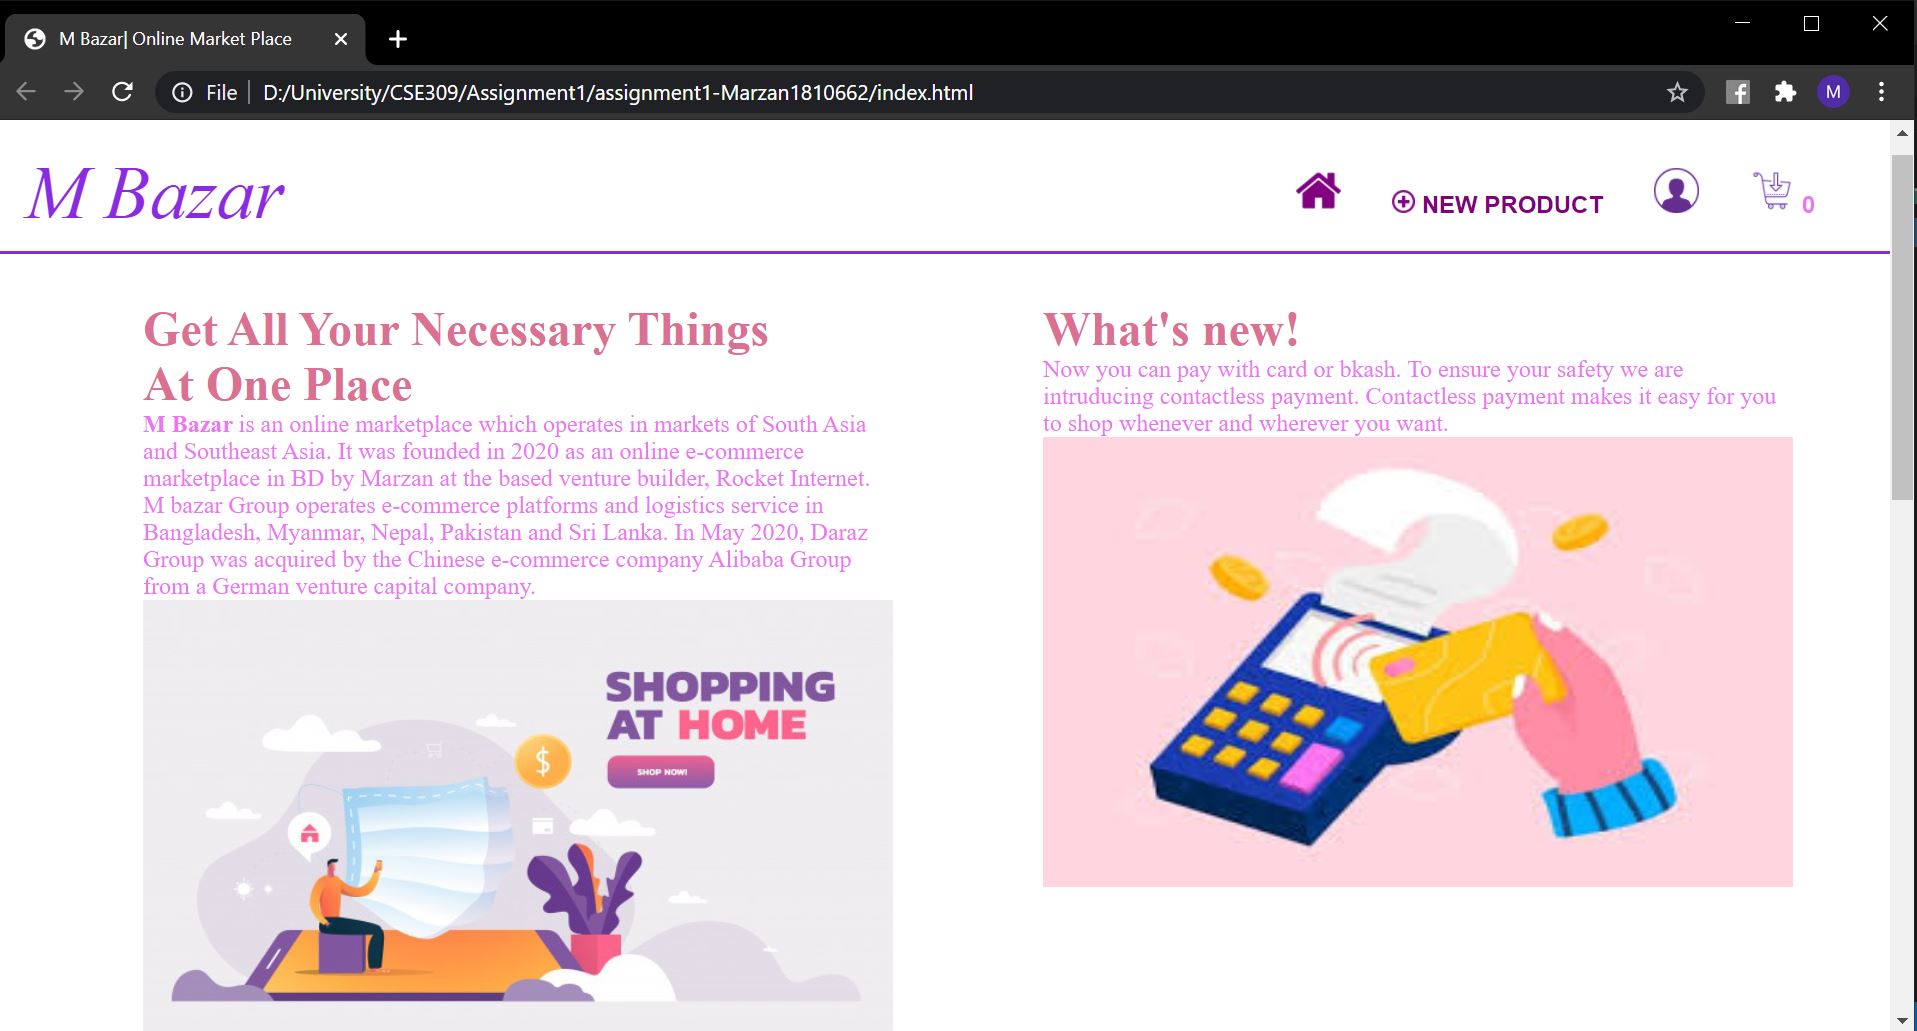 M Bazar| Online Market Place
File D:/University/CSE309/Assignment1/assignment1-Marzan1810662/index.html
M
M Bazar
NEW PRODUCT
0
Get All Your Necessary Things
At One Place
M Bazar is an online marketplace which operates in markets of South Asia
and Southeast Asia. It was founded in 2020 as an online e-commerce
marketplace in BD by Marzan at the based venture builder, Rocket Internet.
M bazar Group operates e-commerce platforms and logistics service in
Bangladesh, Myanmar, Nepal, Pakistan and Sri Lanka. In May 2020, Daraz
Group was acquired by the Chinese e-commerce company Alibaba Group
from a German venture capital company.
SHOPPING
AT HOME
$
SHOP NOW!
What's new!
Now you can pay with card or bkash. To ensure your safety we are
intruducing contactless payment. Contactless payment makes it easy for you
to shop whenever and wherever you want.